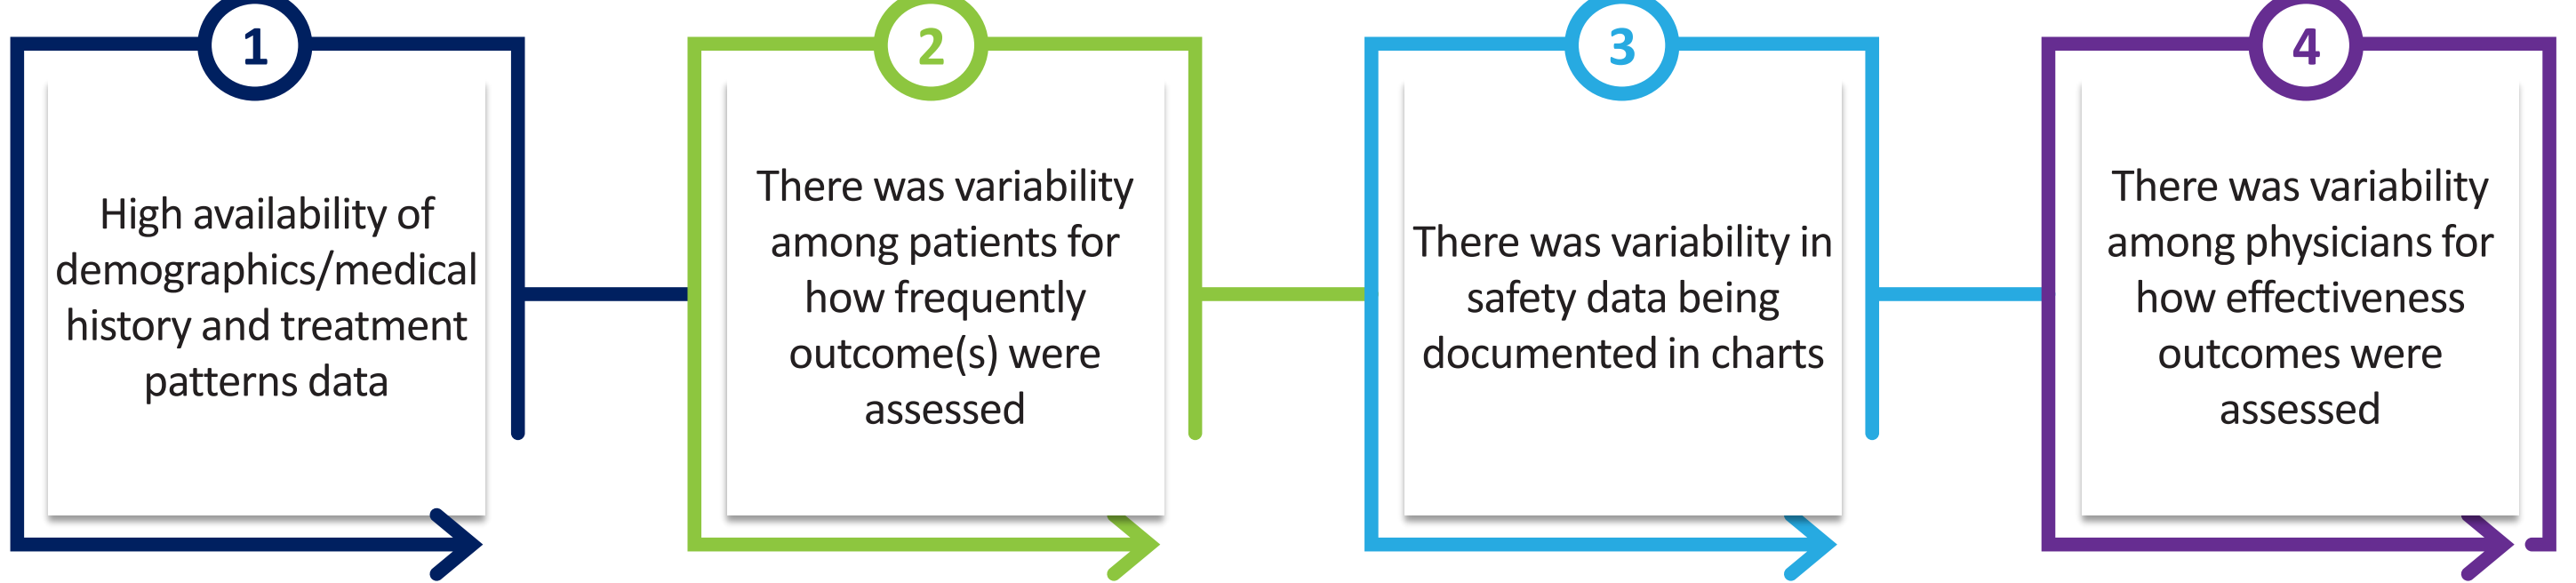 1
High availability of
demographics/medical
history and treatment
patterns data
2
There was variability
among patients for
how frequently
outcome(s) were
assessed
3
There was variability in
safety data being
documented in charts
4
There was variability
among physicians for
how effectiveness
outcomes were
assessed